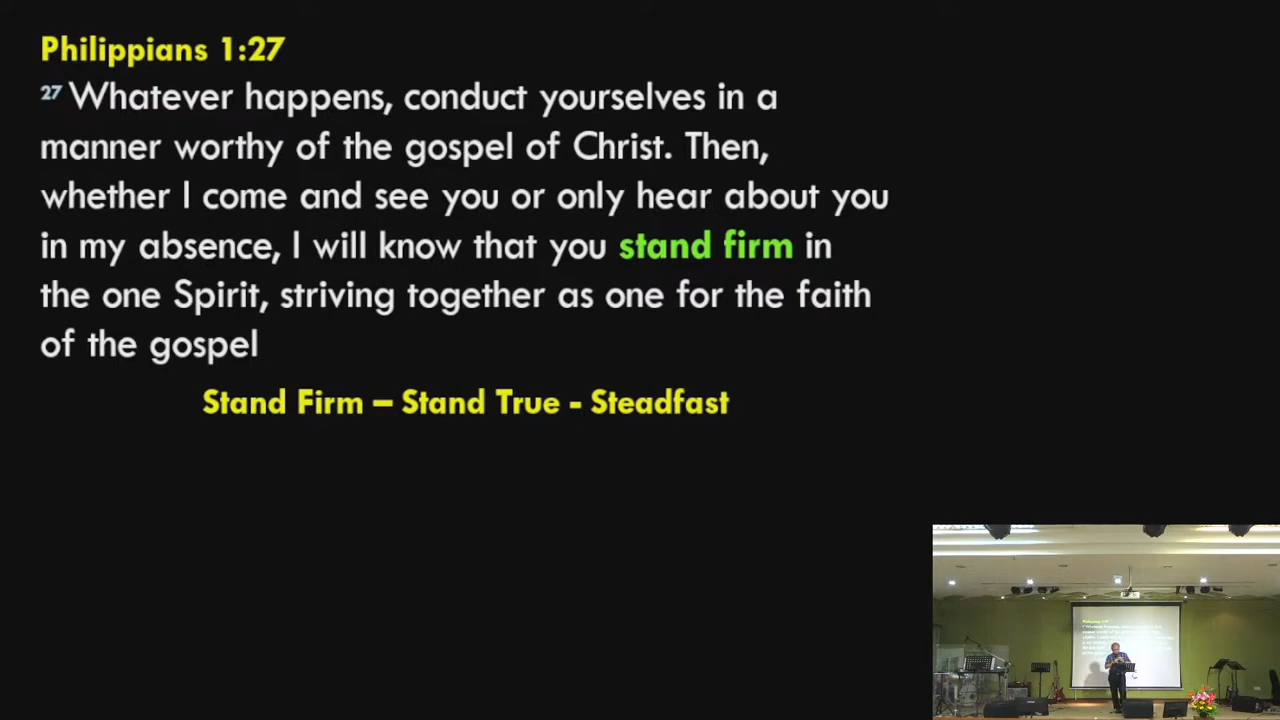 Philippians 1:27
27 Whatever happens, conduct yourselves in a
manner worthy of the gospel of Christ. Then,
whether I come and see you or only hear about you
in my absence, I will know that you stand firm in
the one Spirit, striving together as one for the faith
of the gospel
Stand Firm – Stand True - Steadfast